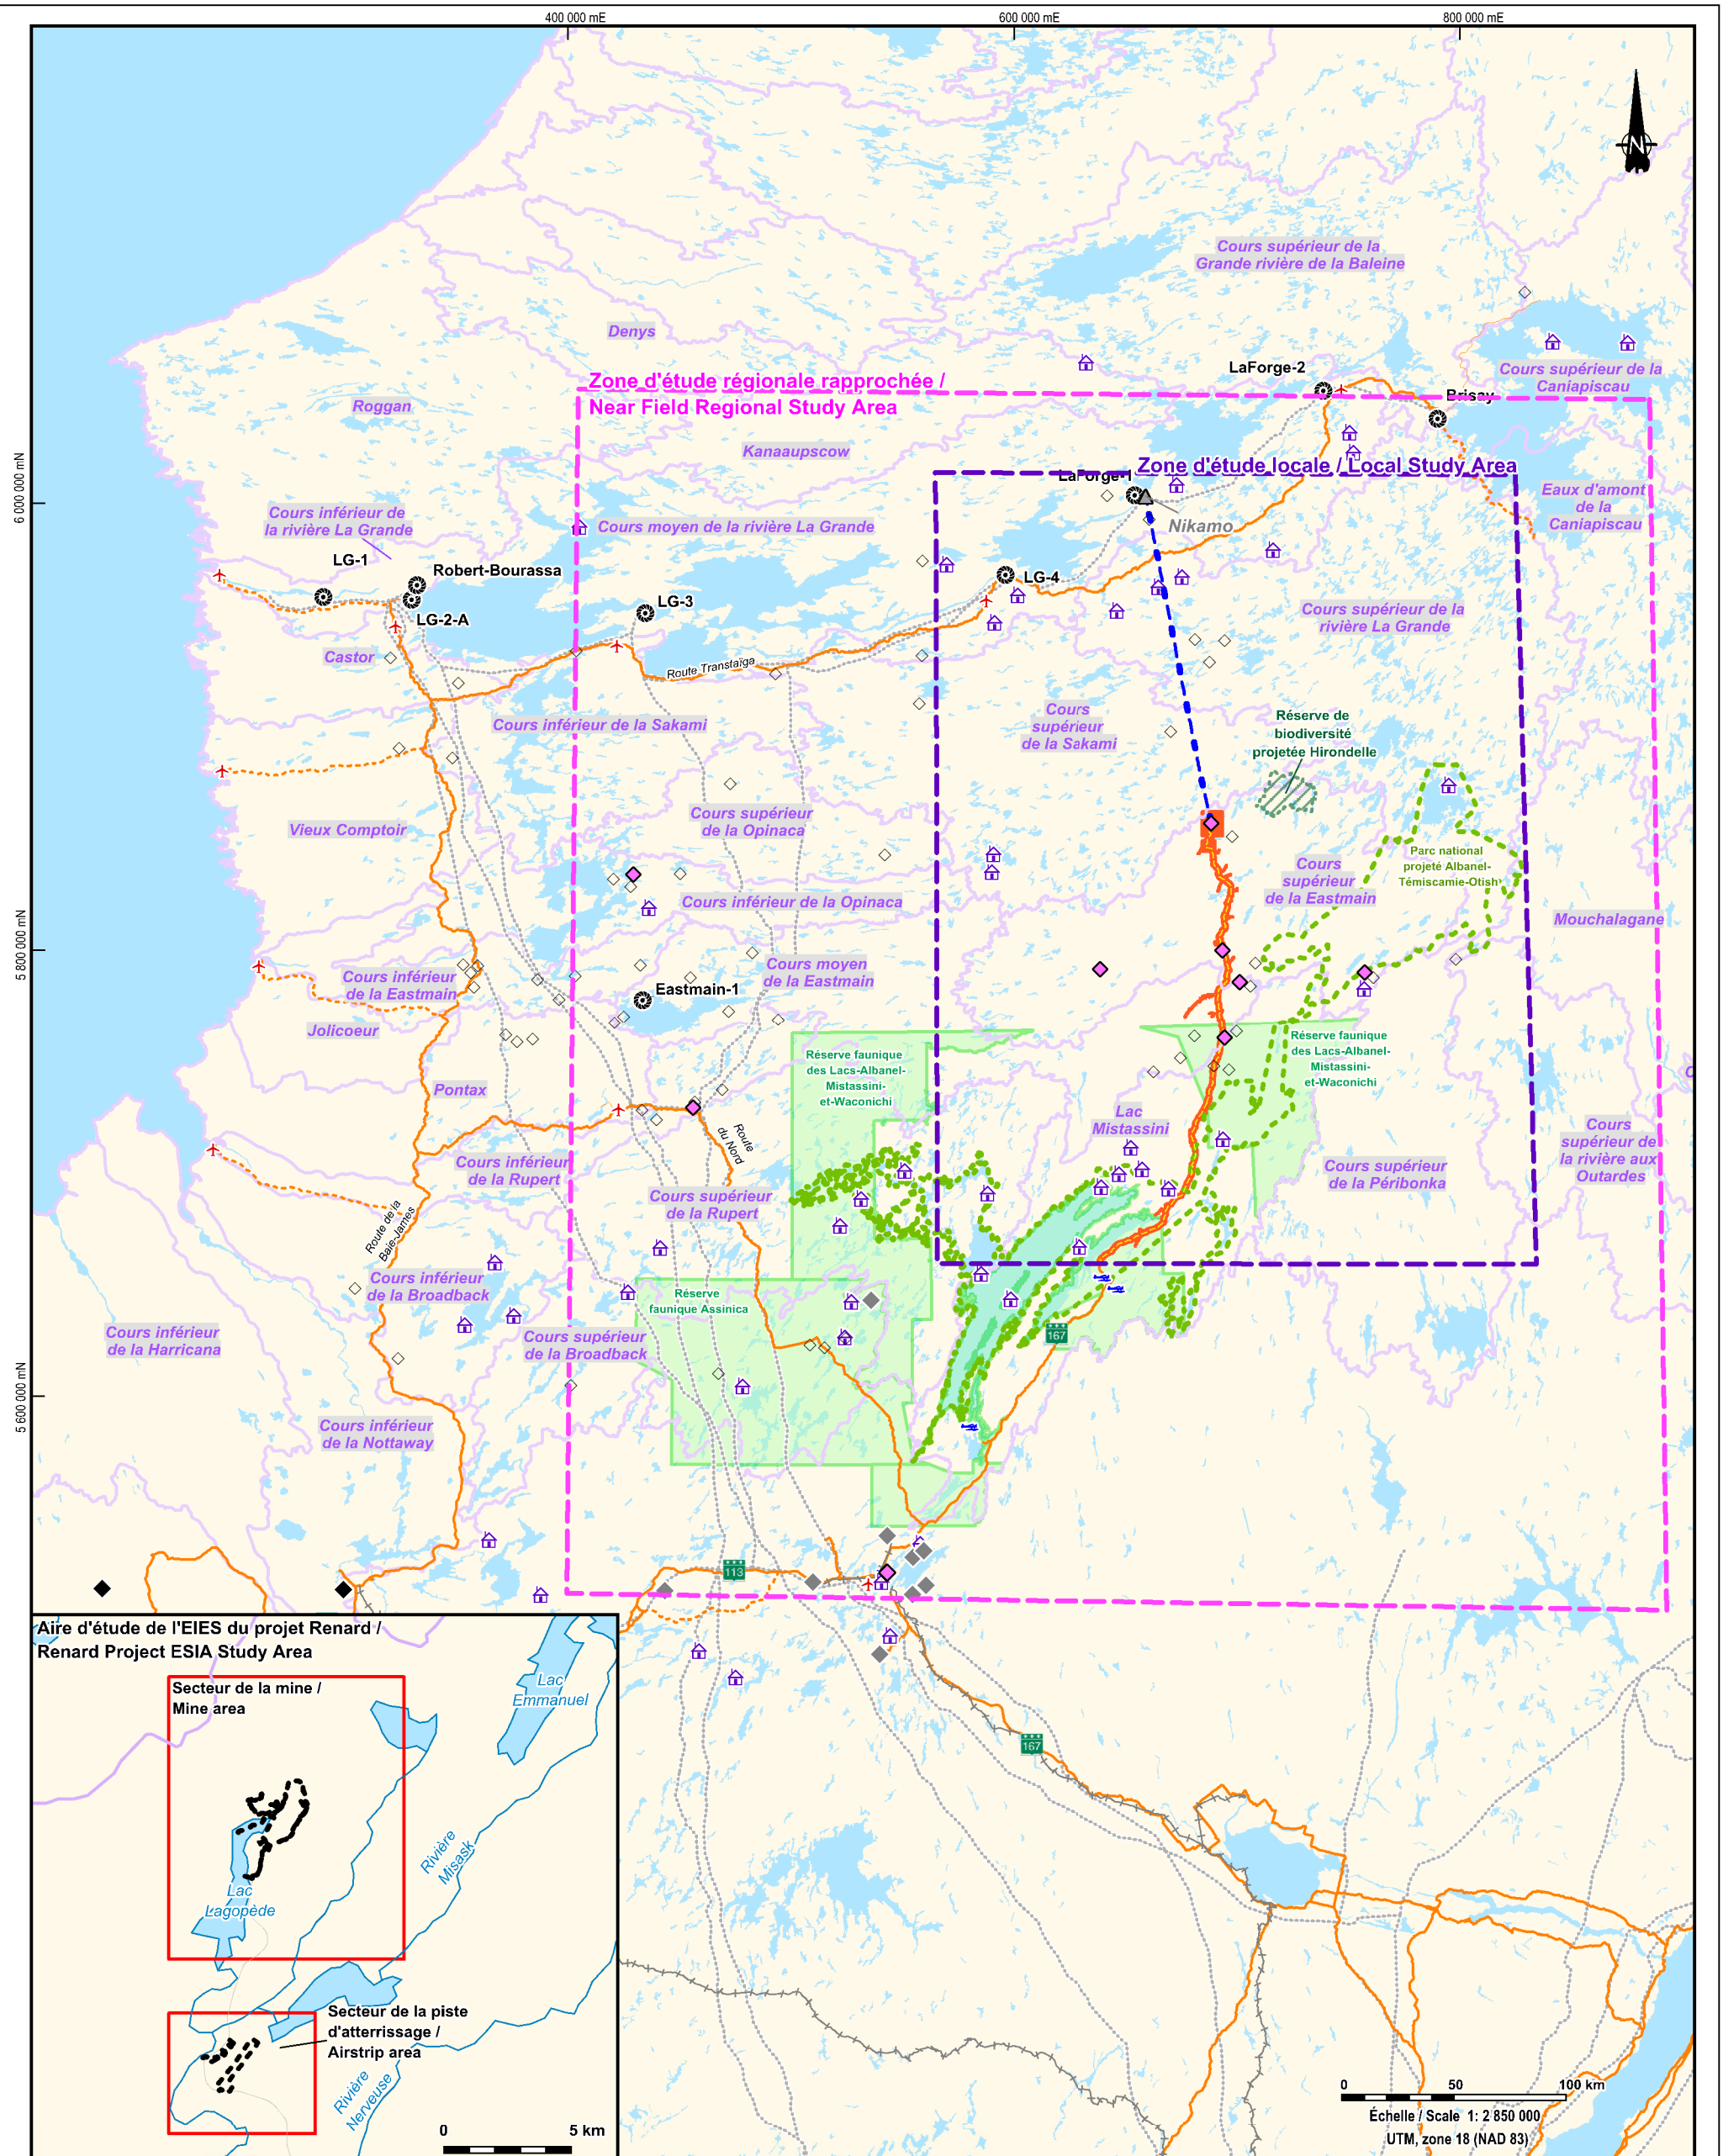 400 000 mE
600 000 mE
800 000 mE
6 000 000 mN
5 800 000 mN
5 600 000 mN
N
Cours supérieur de la
Grande rivière de la Baleine
Denys
LaForge-2
Cours supérieur de la
Caniapiscau
Zone d'étude régionale rapprochée /
Near Field Regional Study Area
Brisay
Roggan
Kanaaupscow
Zone d'étude locale / Local Study Area
LaForge-1
Eaux d'amont
de la
Caniapiscau
Cours inférieur de
la rivière La Grande
Cours moyen de la rivière La Grande
Nikamo
LG-1
Robert-Bourassa
LG-4
LG-2-A
LG-3
Cours supérieur de la
rivière La Grande
Castor
Route Transtaïga
Cours inférieur de la Sakami
Cours
supérieur
de la Sakami
Réserve de
biodiversité
projetée Hirondelle
Vieux Comptoir
Cours supérieur
de la Opinaca
Parc national
projeté Albanel-
Témiscamie-Otish
Cours
supérieur
de la Eastmain
Cours inférieur de la Opinaca
Mouchalagane
Cours inférieur
de la Eastmain
Cours moyen
de la Eastmain
Eastmain-1
Jolicoeur
Réserve faunique
des Lacs-Albanel-
Mistassini-
et-Waconichi
Réserve faunique
des Lacs-Albanel-
Mistassini-
et-Waconichi
Pontax
Lac
Mistassini
Route
du Nord
Cours
supérieur de
la rivière aux
Outardes
Cours inférieur
de la Rupert
Cours supérieur
de la Rupert
Cours supérieur
de la Péribonka
Route de la
Baie-James
Cours inférieur
de la Broadback
Réserve
faunique Assinica
Cours inférieur
de la Harricana
Cours supérieur
de la Broadback
167
Cours inférieur
de la Nottaway
113
167
Aire d'étude de l'EIES du projet Renard /
Renard Project ESIA Study Area
Secteur de la mine /
Mine area
Lac
Emmanuel
Rivière
Misask
Lac
Lagopède
Secteur de la piste
d'atterrissage /
Airstrip area
Rivière
Nerveuse
0 5 km
0 50 100 km
Échelle / Scale 1: 2 850 000
UTM, zone 18 (NAD 83)